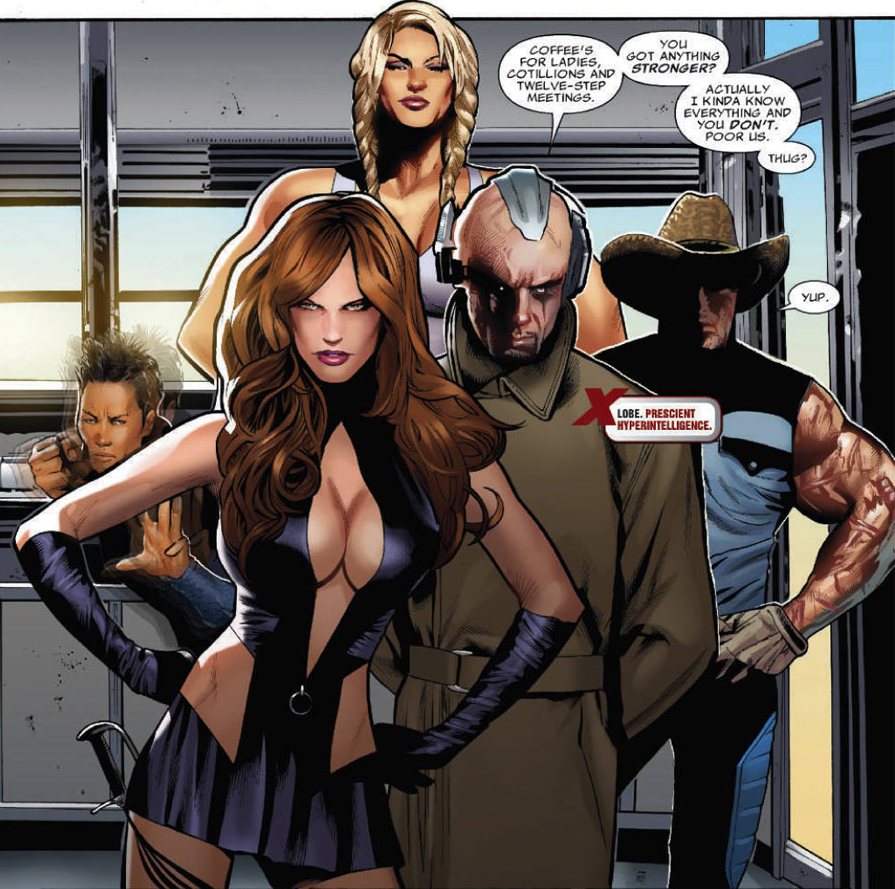 COFFEE'S
FOR LADIES,
COTILLIONS AND
TWELVE-STEP
MEETINGS.
YOU
GOT ANYTHING
STRONGER?
ACTUALLY
I KINDA KNOW
EVERYTHING AND
YOU DON'T.
POOR US.
THUG?
YUP.
X
LOBE. PRESCIENT
HYPERINTELLIGENCE.